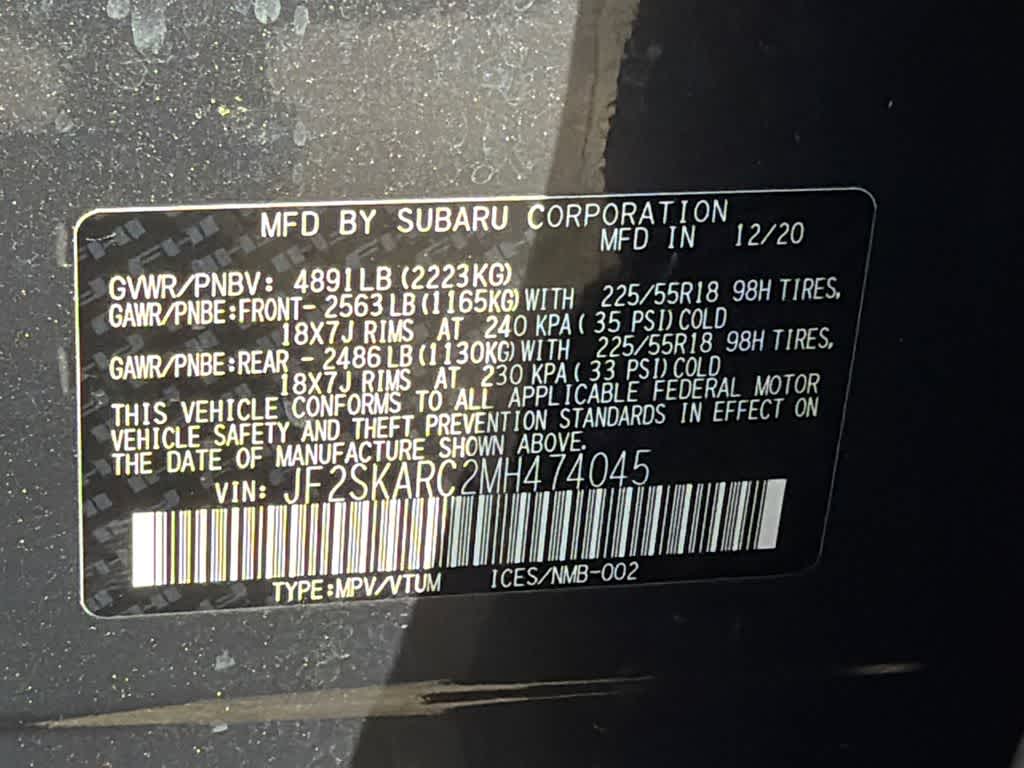 MFD BY SUBARU CORPORATION
MFD IN 12/20
GVWR/PNBV: 4891LB(2223KG)
GAWR/PNBE:FRONT-2563LB(1165KG)WITH 225/55R18 98H TIRES,
18X7J RIMS AT 240 KPA(35 PSI)COLD
GAWR/PNBE:REAR -2486LB(1130KG)WITH 225/55R18 98H TIRES,
18X7J RIMS AT 230 KPA(33 PSI)COLD
THIS VEHICLE CONFORMS TO ALL APPLICABLE FEDERAL MOTOR
VEHICLE SAFETY AND THEFT PREVENTION STANDARDS IN EFFECT ON
THE DATE OF MANUFACTURE SHOWN ABOVE.
VIN: JF2SKARC2MH474045
TYPE:MPV/VTUM ICES/NMB-002